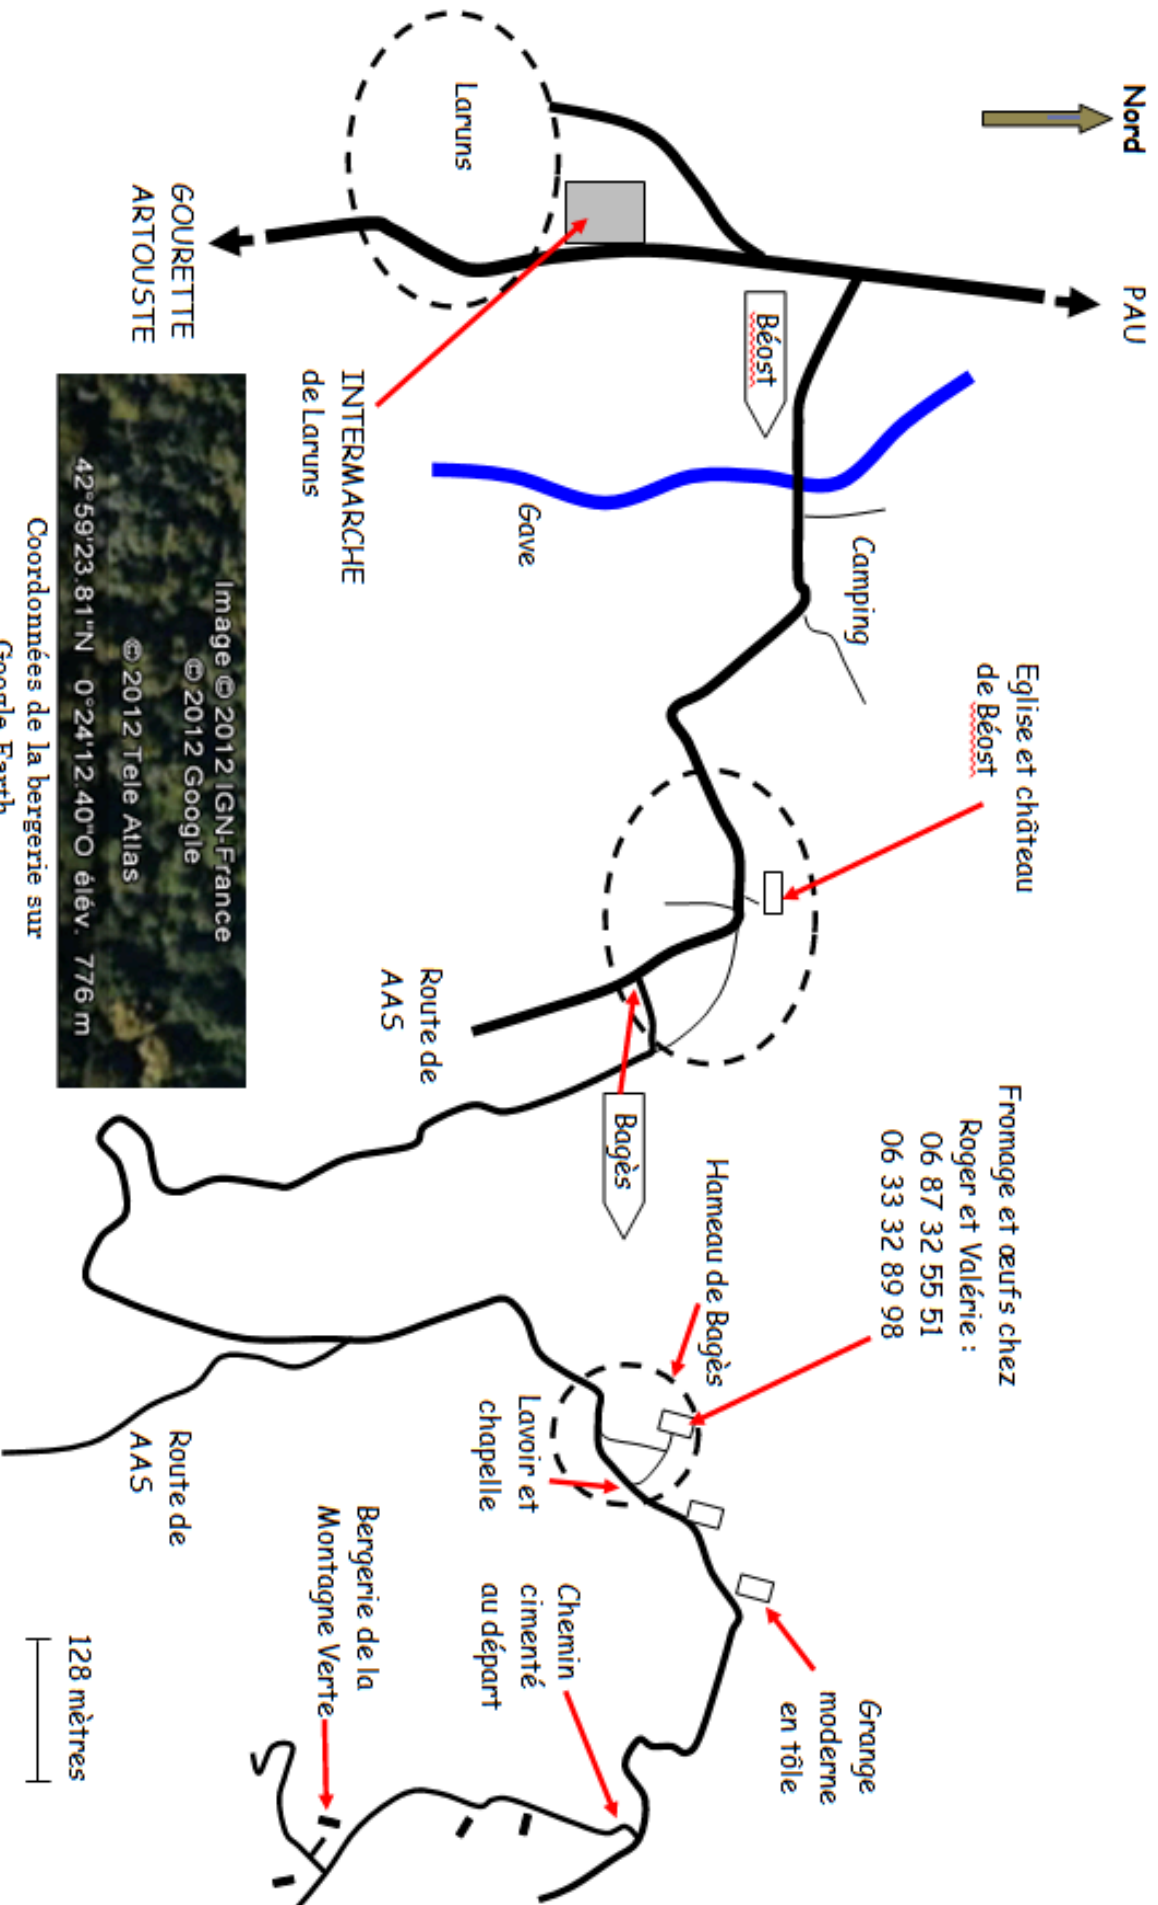 Nord
PAU
Laruns
GOURETTE
ARTOUSTE
Béost
INTERMARCHE
de Laruns
Gave
Camping
Eglise et château
de Béost
Route de
AAS
Bagès
Hameau de Bagès
Fromage et œufs chez
Roger et Valérie :
06 87 32 55 51
06 33 32 89 98
Lavoir et
chapelle
Grange
moderne
en tôle
Chemin
cimenté
au départ
Route de
AAS
Bergerie de la
Montagne Verte
128 mètres
Image © 2012 IGN-France
© 2012 Google
© 2012 Tele Atlas
42°59'23.81"N 0°24'12.40"O élév. 776 m
Coordonnées de la bergerie sur
Google Earth